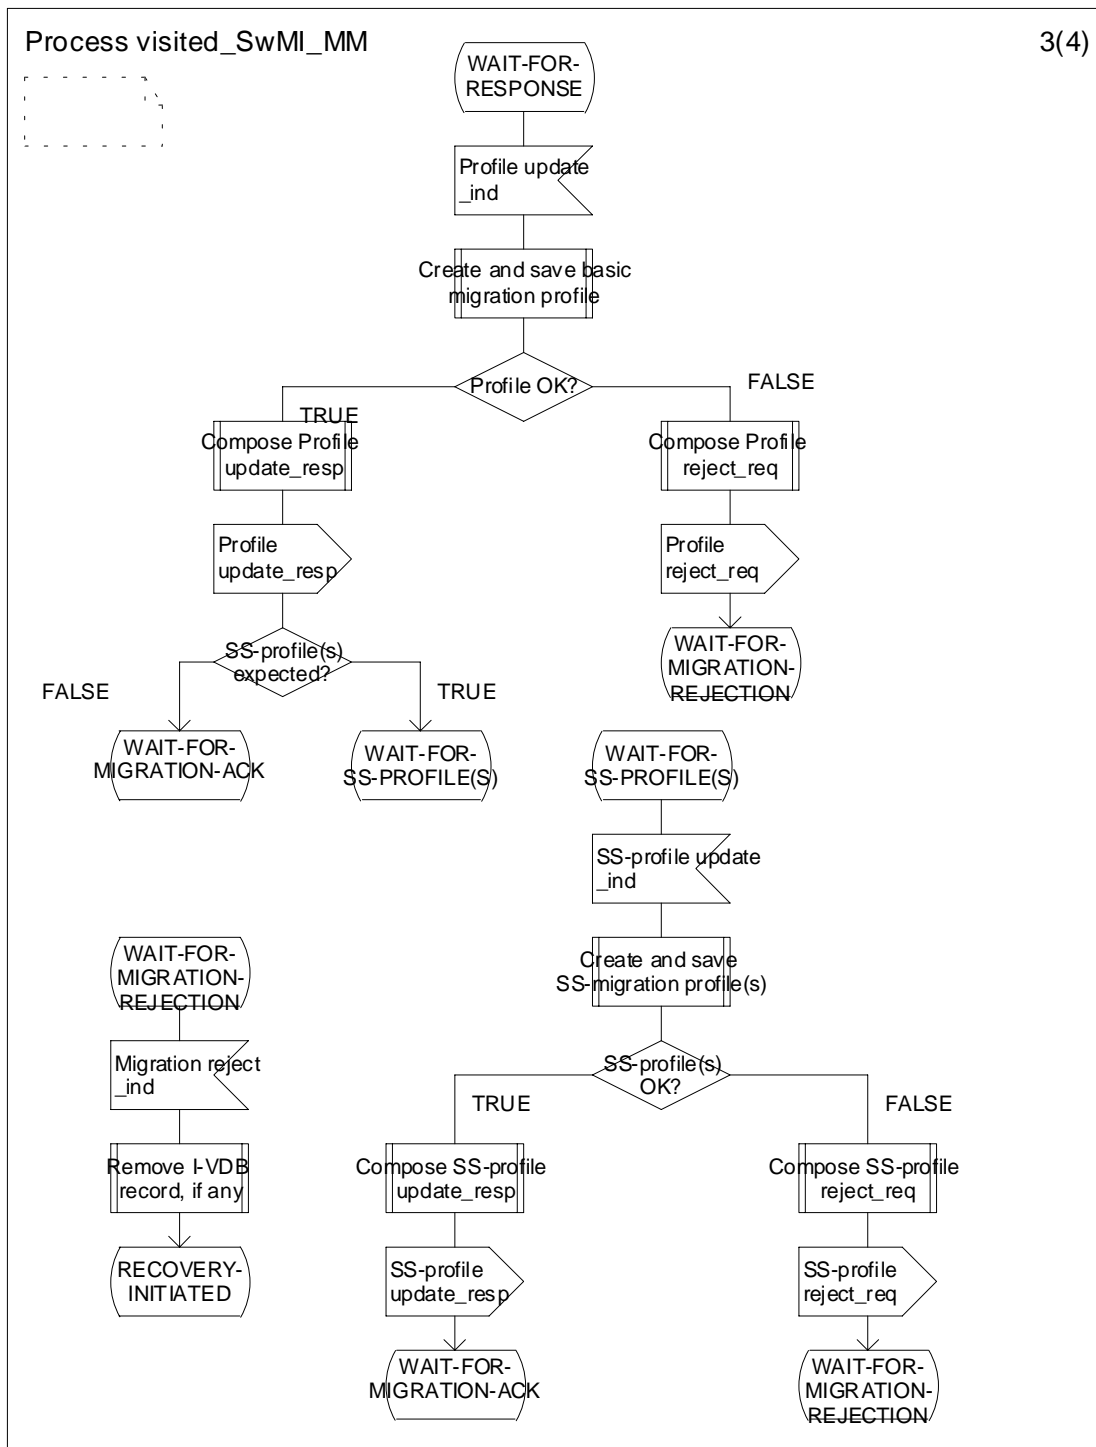 Process visited_SwMI_MM
3(4)
WAIT-FOR-
RESPONSE
Profile update
_ind
Create and save basic
migration profile
Profile OK?
FALSE
TRUE
Compose Profile
update_resp
Compose Profile
reject_req
Profile
update_resp
Profile
reject_req
SS-profile(s)
expected?
WAIT-FOR-
MIGRATION-
REJECTION
FALSE
TRUE
WAIT-FOR-
MIGRATION-ACK
WAIT-FOR-
SS-PROFILE(S)
WAIT-FOR-
SS-PROFILE(S)
SS-profile update
_ind
WAIT-FOR-
MIGRATION-
REJECTION
Create and save
SS-migration profile(s)
Migration reject
_ind
SS-profile(s)
OK?
TRUE
FALSE
Remove I-VDB
record, if any
Compose SS-profile
update_resp
Compose SS-profile
reject_req
RECOVERY-
INITIATED
SS-profile
update_resp
SS-profile
reject_req
WAIT-FOR-
MIGRATION-ACK
WAIT-FOR-
MIGRATION-
REJECTION